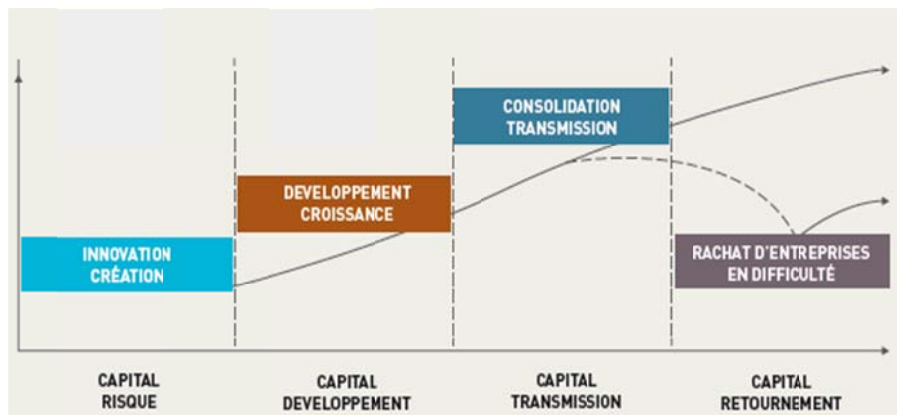 CONSOLIDATION
TRANSMISSION
DEVELOPPEMENT
CROISSANCE
INNOVATION
CRÉATION
RACHAT D'ENTREPRISES
EN DIFFICULTÉ
CAPITAL
RISQUE
CAPITAL
DEVELOPPEMENT
CAPITAL
TRANSMISSION
CAPITAL
RETOURNEMENT